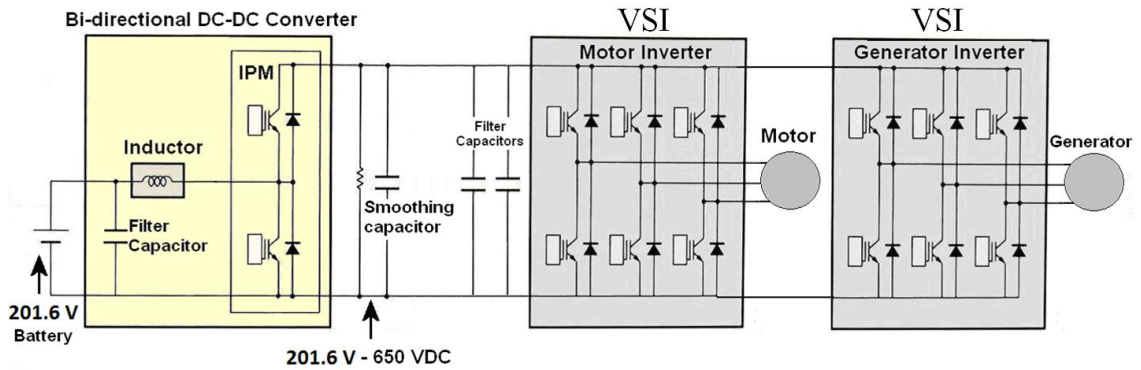 Bi-directional DC-DC Converter
VSI
VSI
Motor Inverter
Generator Inverter
IPM
Inductor
Filter
Capacitors
Motor
Generator
Smoothing
capacitor
Filter
Capacitor
201.6 V
Battery
201.6 V - 650 VDC